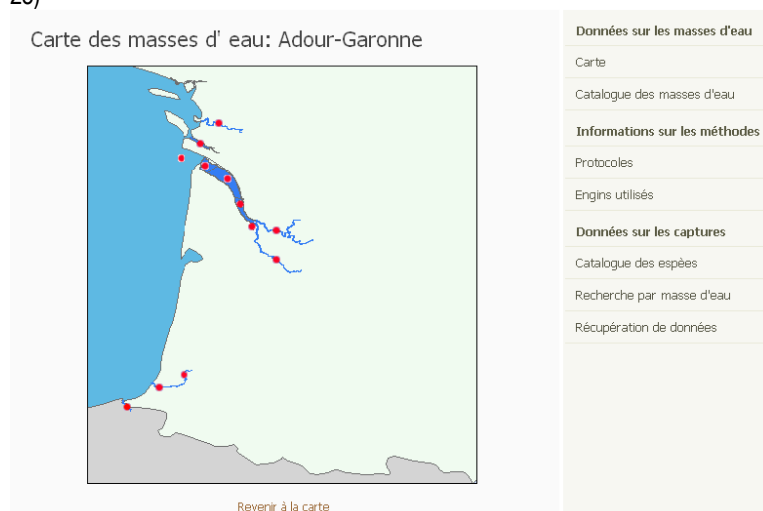 Carte des masses d' eau: Adour-Garonne
Revenir à la carte
Données sur les masses d'eau
Carte
Catalogue des masses d'eau
Informations sur les méthodes
Protocoles
Engins utilisés
Données sur les captures
Catalogue des espèes
Recherche par masse d'eau
Récupération de données